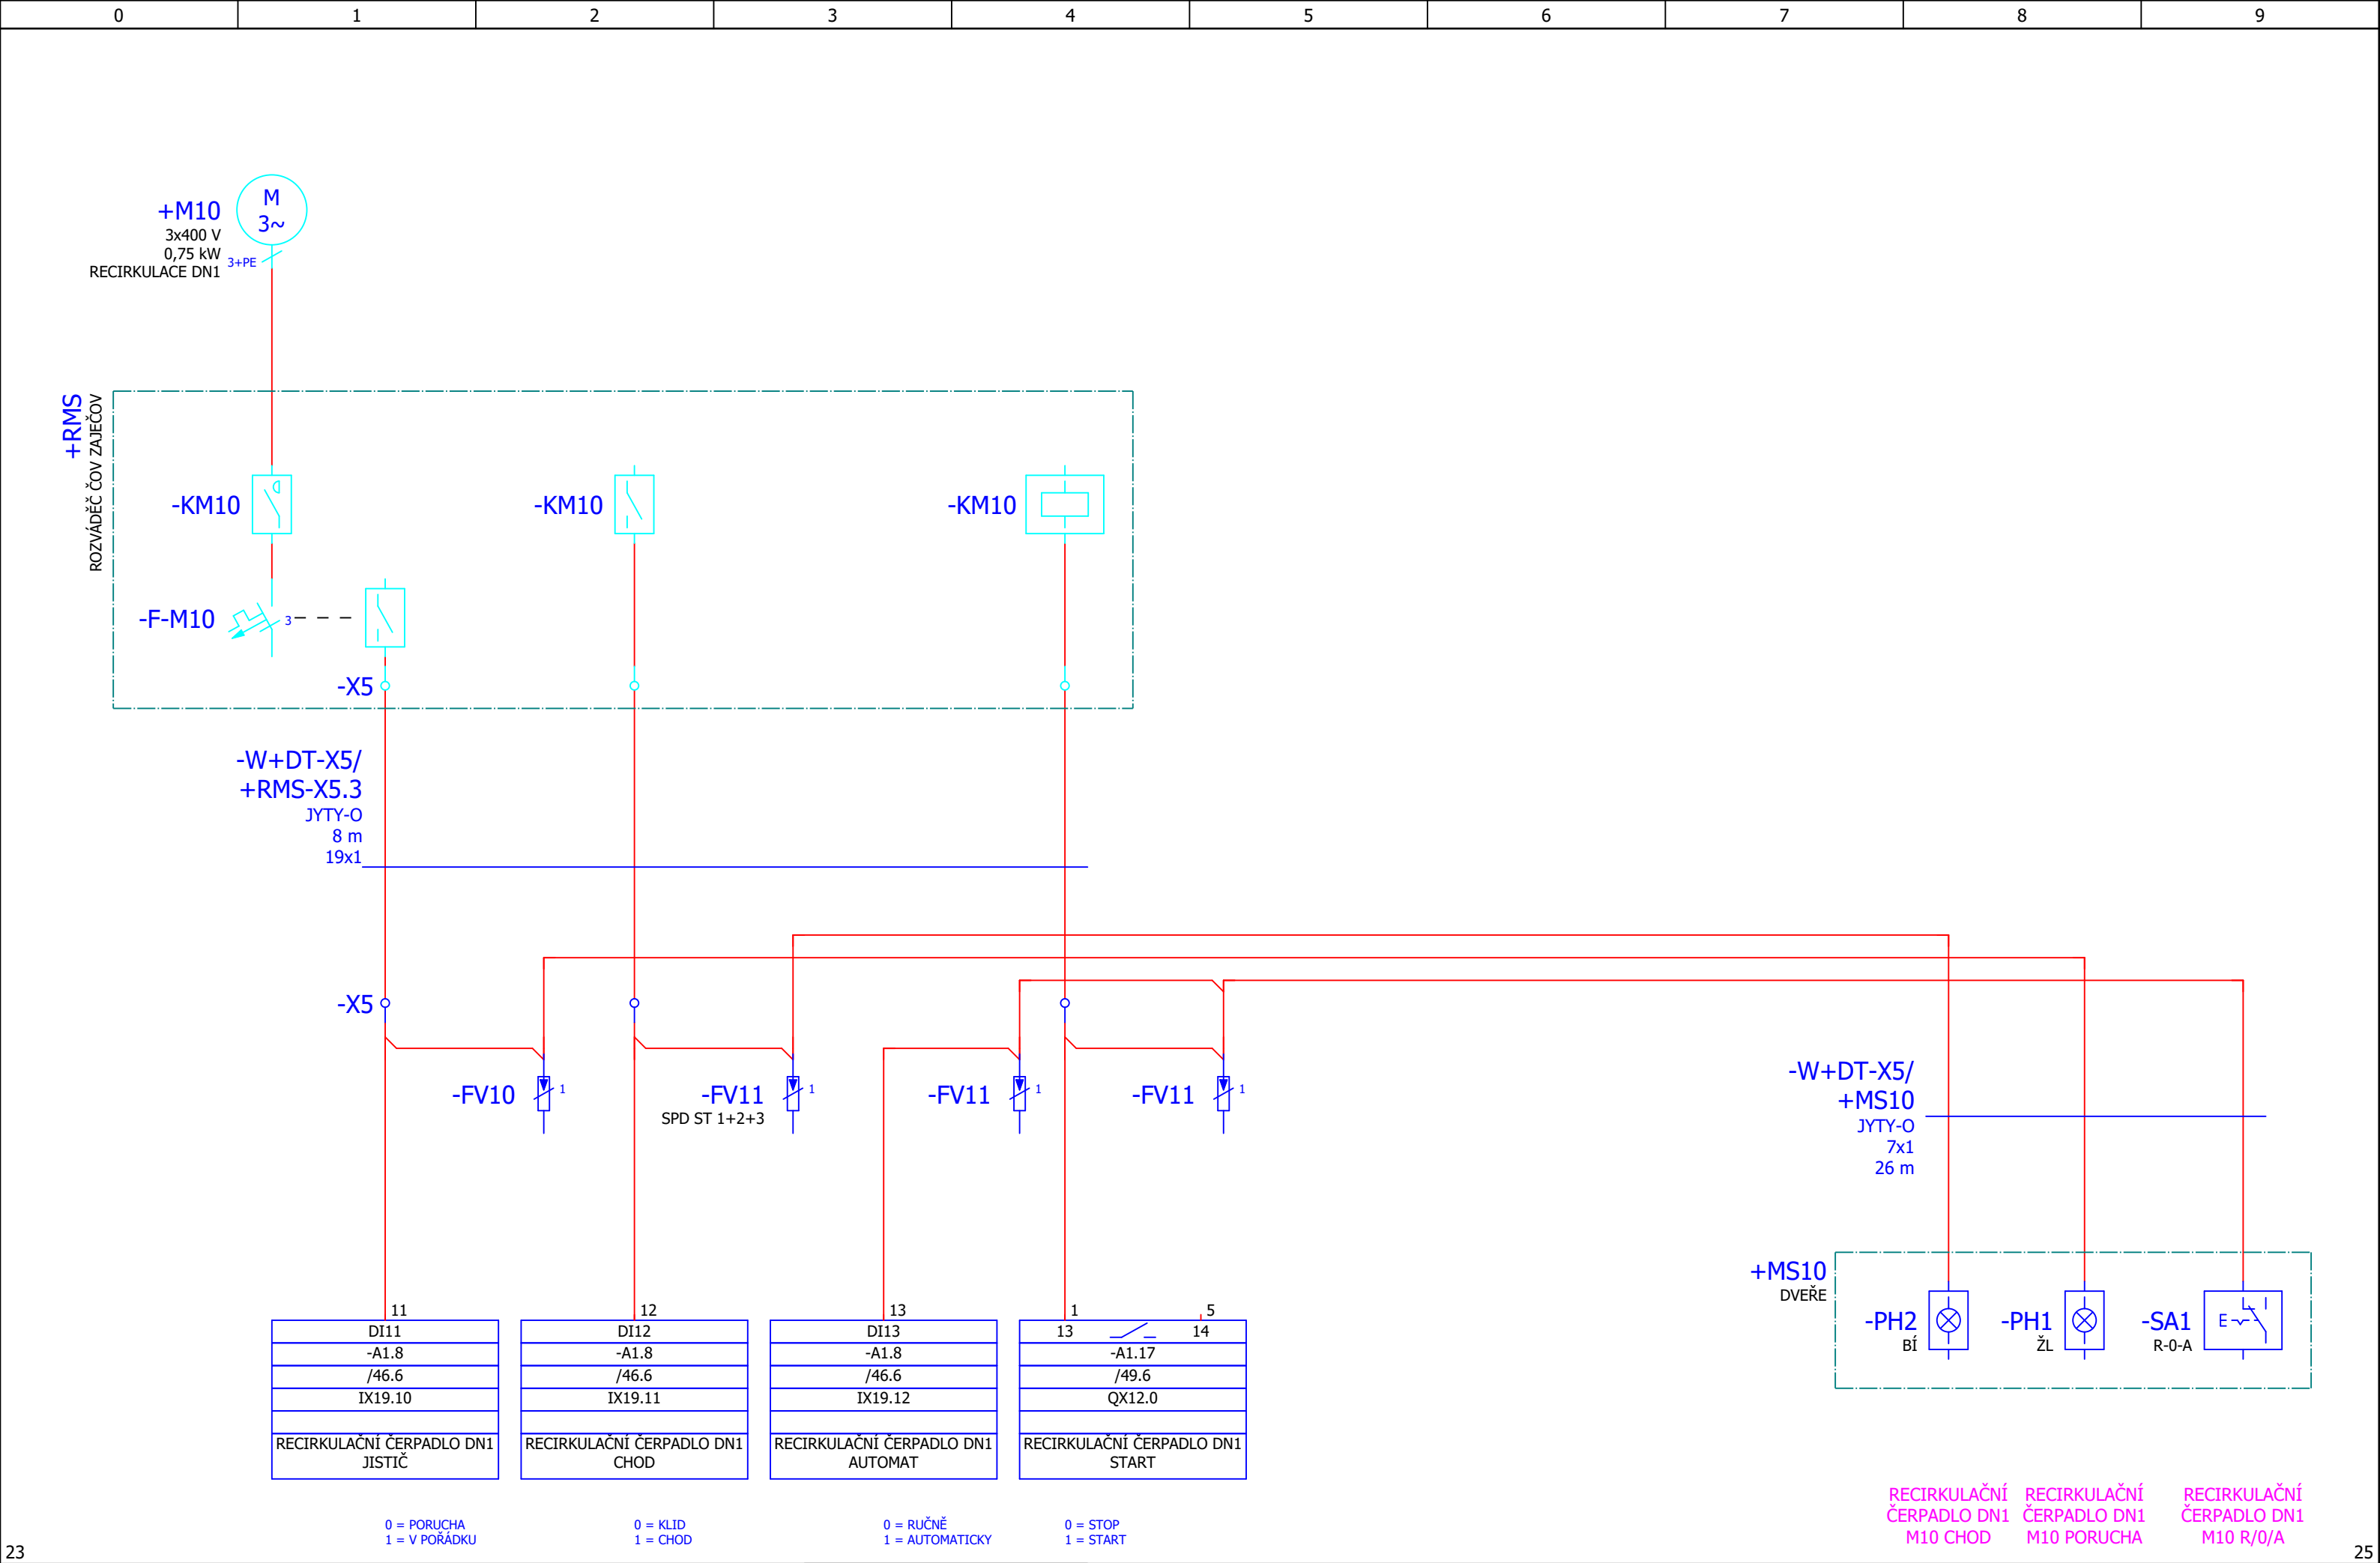 0 1 2 3 4 5 6 7 8 9
M
3~
+M10
3x400 V
0,75 kW
RECIRKULACE DN1
3+PE
+RMS
ROZVÁDĚČ ČOV ZAJEČOV
-KM10
-KM10
-KM10
-F-M10
3
-X5
-W+DT-X5/
+RMS-X5.3
JYTY-O
8 m
19x1
-X5
-FV10
1
-FV11
SPD ST 1+2+3
1
-FV11
1
-FV11
1
-W+DT-X5/
+MS10
JYTY-O
7x1
26 m
+MS10
DVEŘE
-PH2
BÍ
-PH1
ŽL
-SA1
R-0-A
E
11
DI11
-A1.8
/46.6
IX19.10
RECIRKULAČNÍ ČERPADLO DN1
JISTIČ
0 = PORUCHA
1 = V POŘÁDKU
12
DI12
-A1.8
/46.6
IX19.11
RECIRKULAČNÍ ČERPADLO DN1
CHOD
0 = KLID
1 = CHOD
13
DI13
-A1.8
/46.6
IX19.12
RECIRKULAČNÍ ČERPADLO DN1
AUTOMAT
0 = RUČNĚ
1 = AUTOMATICKY
1 5
13 14
-A1.17
/49.6
QX12.0
RECIRKULAČNÍ ČERPADLO DN1
START
0 = STOP
1 = START
RECIRKULAČNÍ
ČERPADLO DN1
M10 CHOD
RECIRKULAČNÍ
ČERPADLO DN1
M10 PORUCHA
RECIRKULAČNÍ
ČERPADLO DN1
M10 R/0/A
23
25